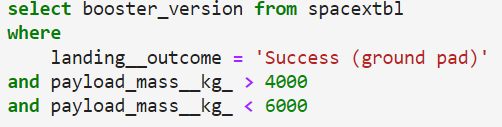 select booster_version from spacextbl
where
    landing__outcome = 'Success (ground pad)'
and payload_mass__kg_ > 4000
and payload_mass__kg_ < 6000